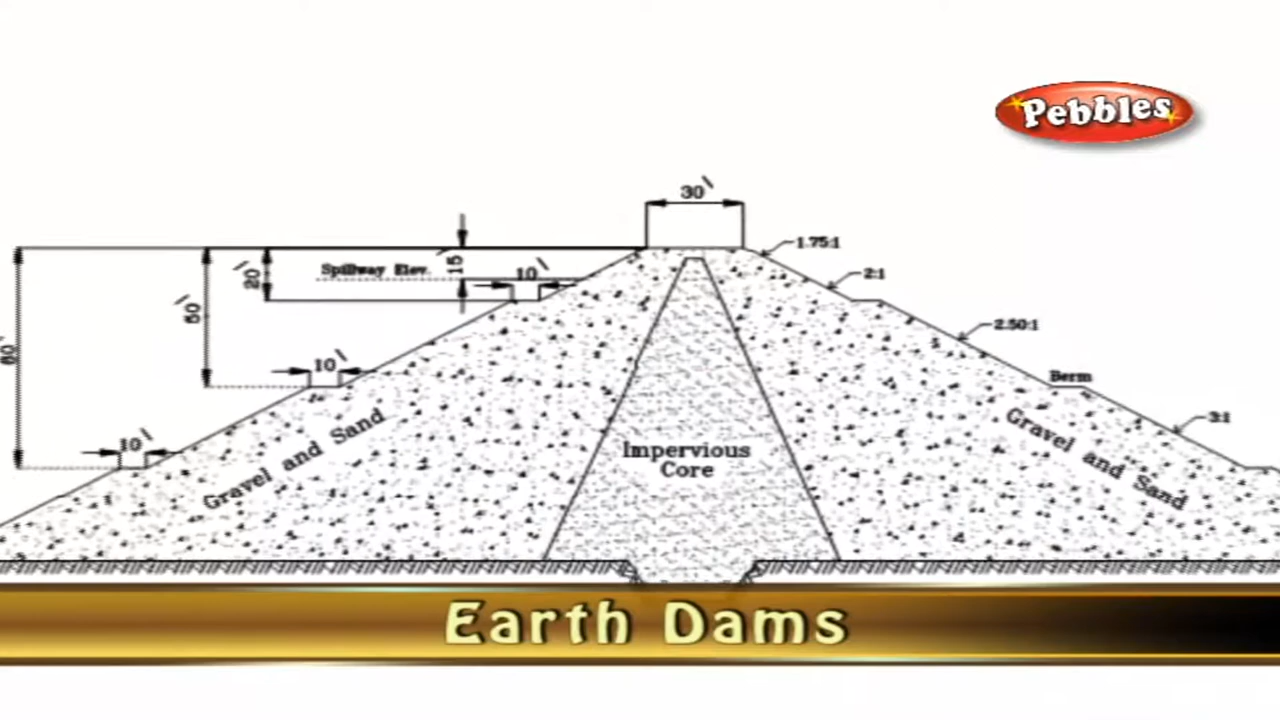 Pebbles
30'
1.75:1
15'
Spillway Elev.
10'
20'
2:1
50'
2.50:1
10'
Berm
3:1
10'
Gravel and Sand
Impervious
Core
Gravel and Sand
Earth Dams